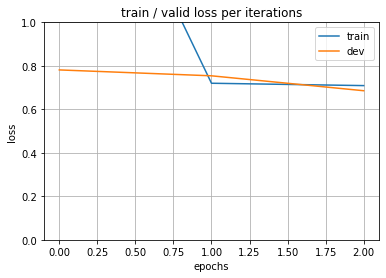 train / valid loss per iterations
train
dev
loss
1.0
0.8
0.6
0.4
0.2
0.0
0.00 0.25 0.50 0.75 1.00 1.25 1.50 1.75 2.00
epochs